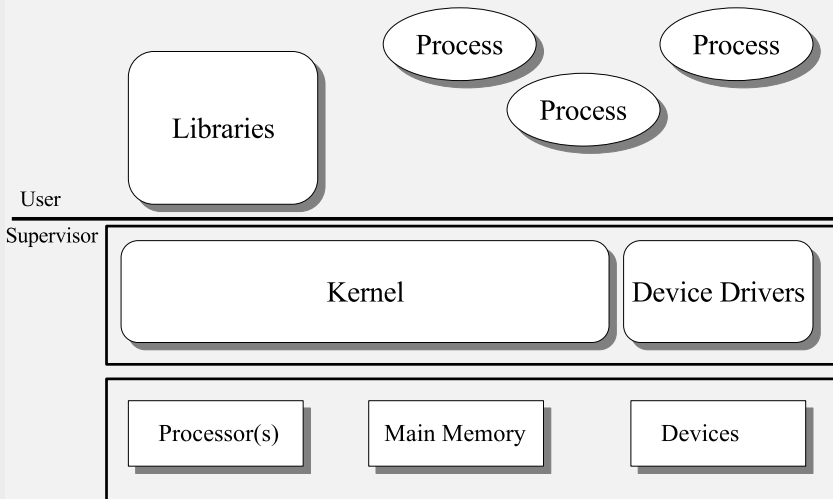 Process
Process
Process
Libraries
User
Supervisor
Kernel
Device Drivers
Processor(s)
Main Memory
Devices